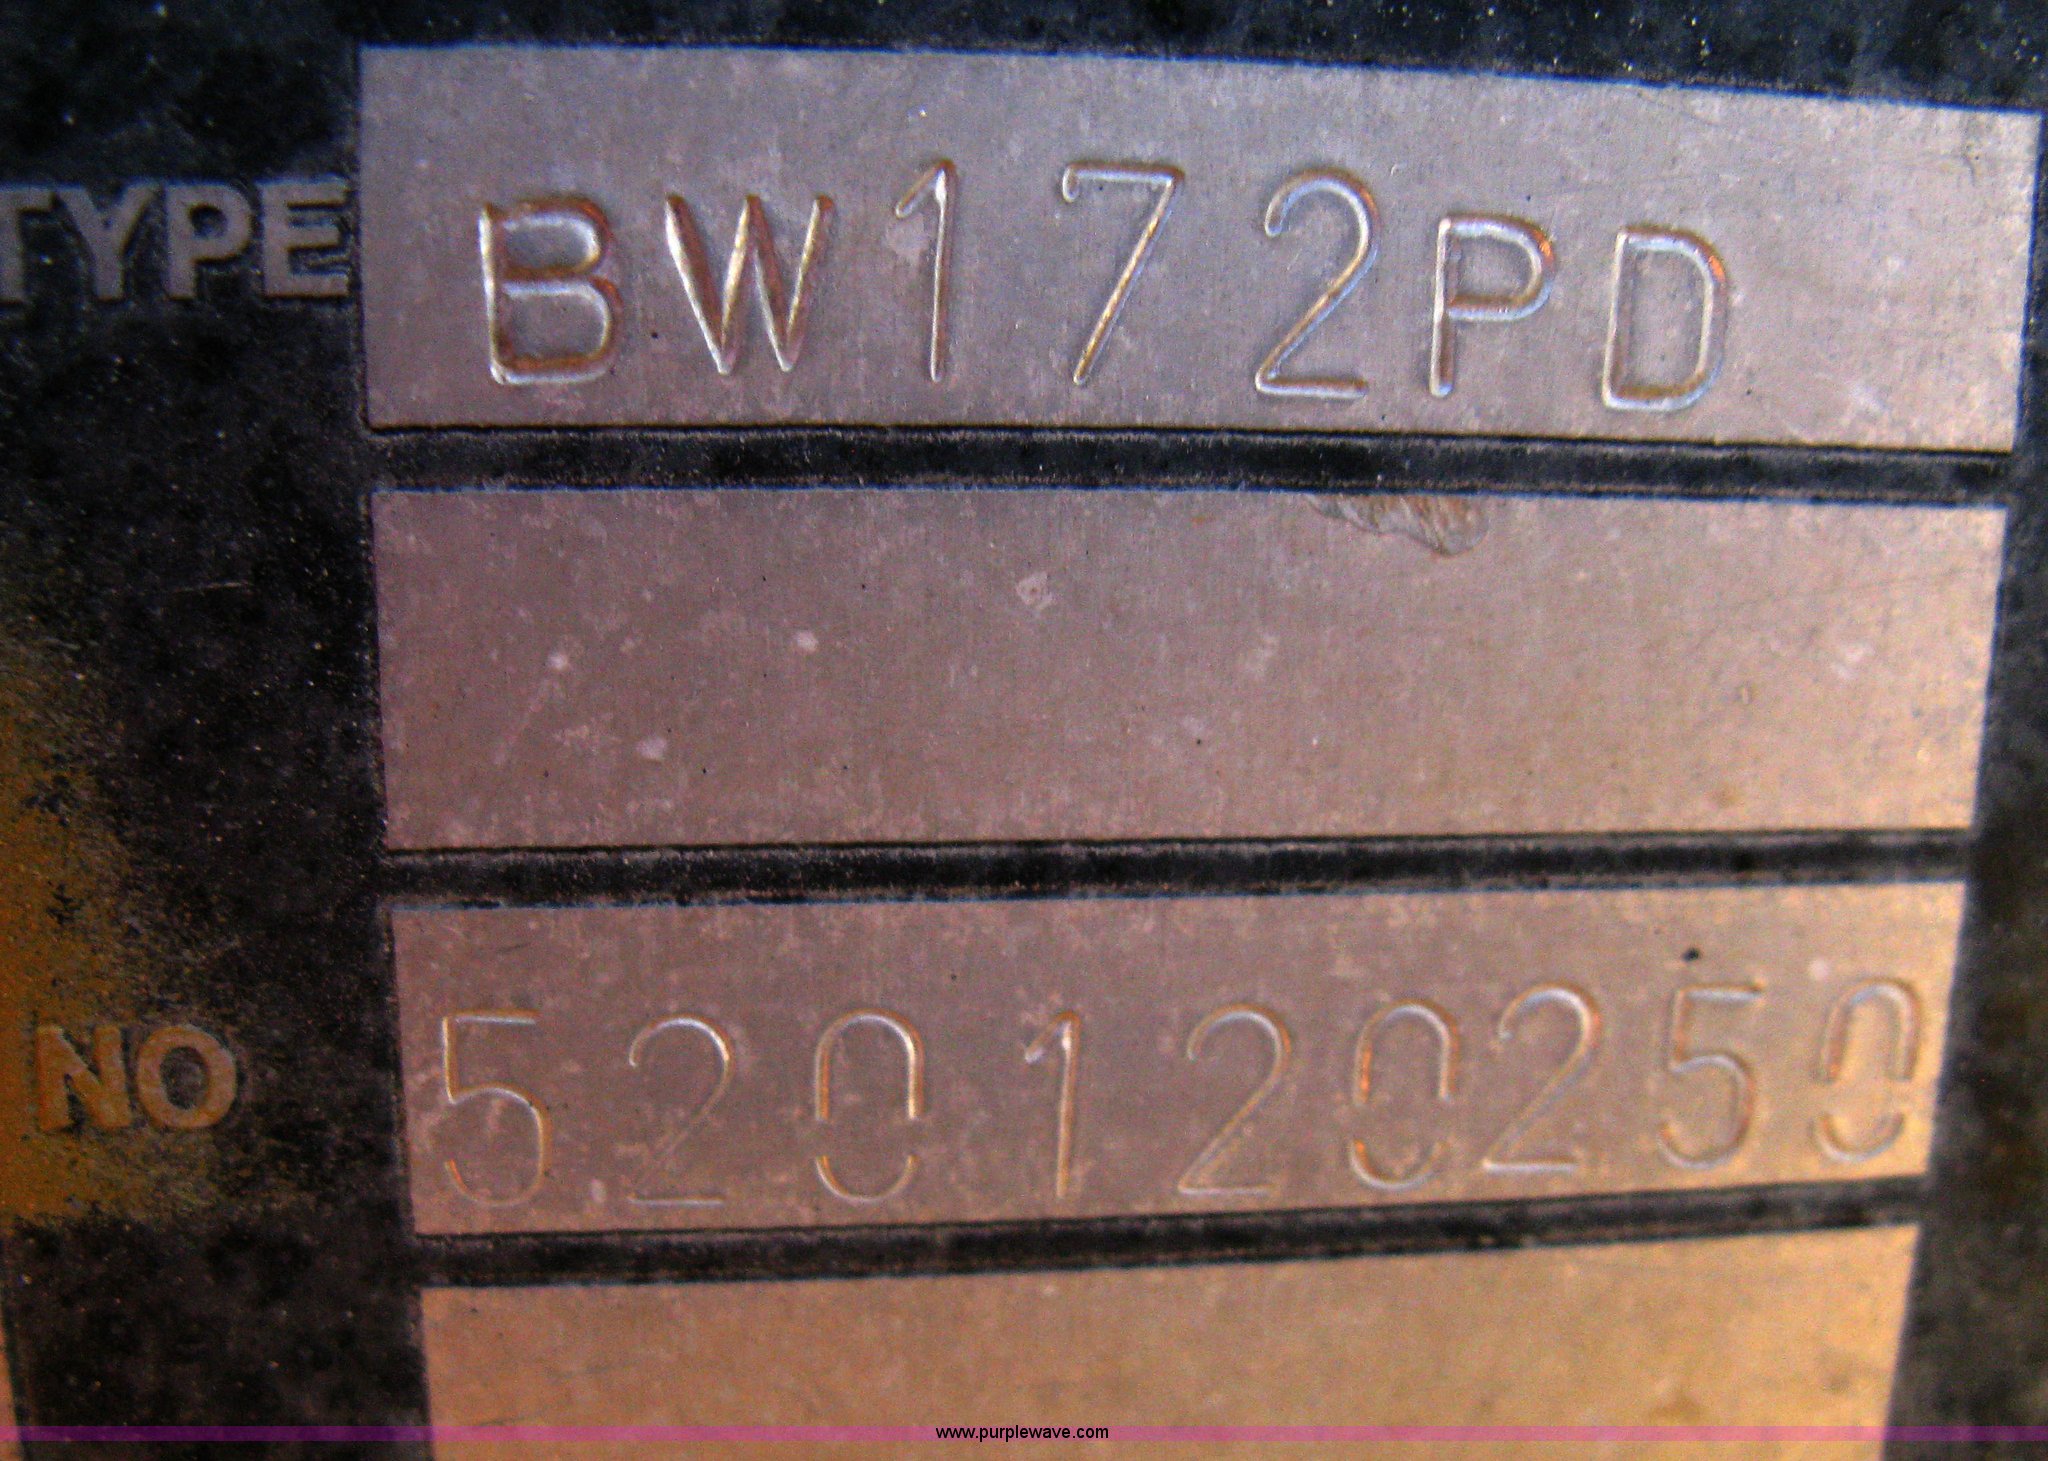 TYPE BW172PD
NO 520120250
www.purplewave.com